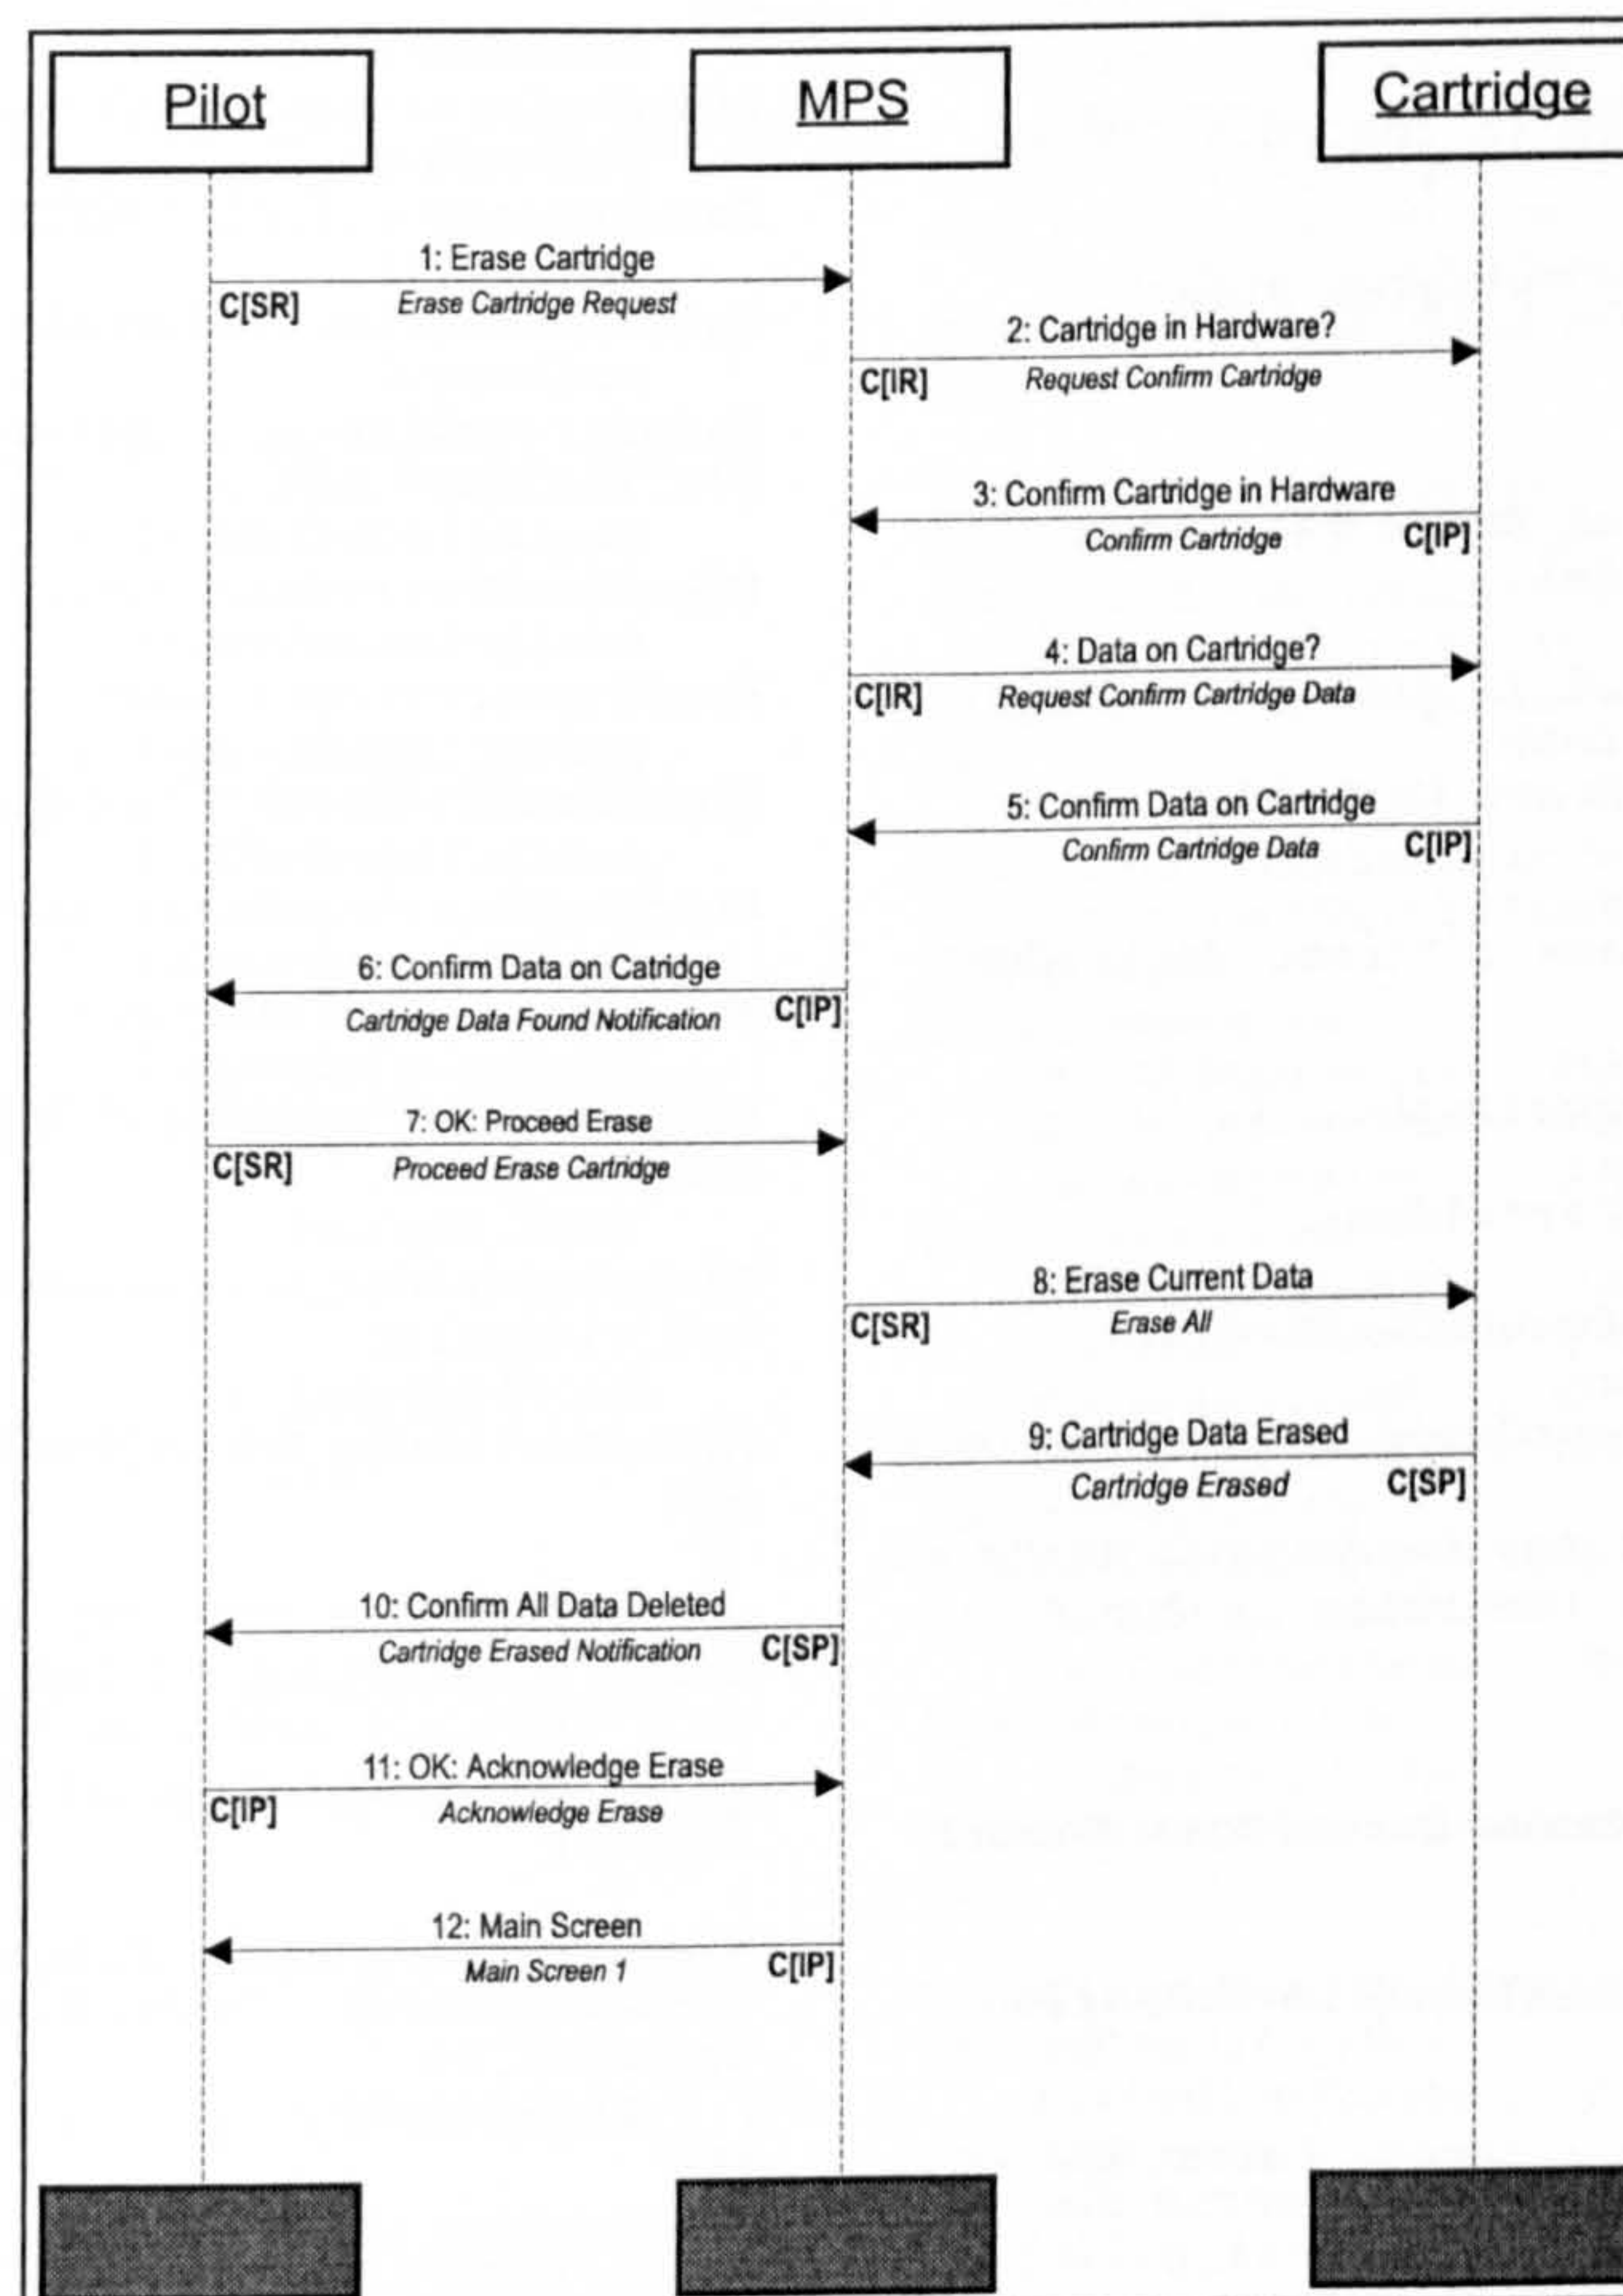 Pilot
MPS
Cartridge
1: Erase Cartridge
C[SR]
Erase Cartridge Request
2: Cartridge in Hardware?
C[IR]
Request Confirm Cartridge
3: Confirm Cartridge in Hardware
Confirm Cartridge
C[IP]
4: Data on Cartridge?
C[IR]
Request Confirm Cartridge Data
5: Confirm Data on Cartridge
Confirm Cartridge Data
C[IP]
6: Confirm Data on Catridge
Cartridge Data Found Notification
C[IP]
7: OK: Proceed Erase
C[SR]
Proceed Erase Cartridge
8: Erase Current Data
C[SR]
Erase All
9: Cartridge Data Erased
Cartridge Erased
C[SP]
10: Confirm All Data Deleted
Cartridge Erased Notification
C[SP]
11: OK: Acknowledge Erase
C[IP]
Acknowledge Erase
12: Main Screen
Main Screen 1
C[IP]